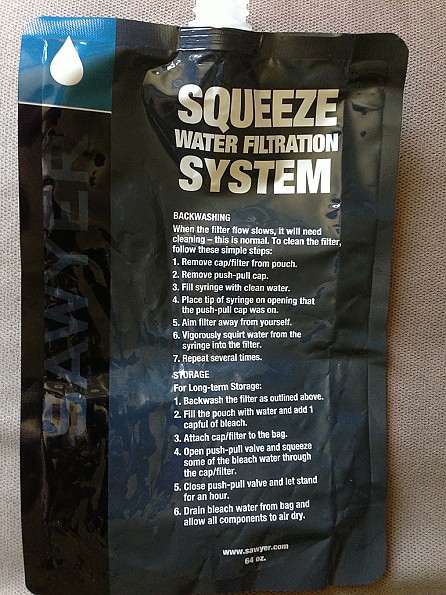 SAWYER
SQUEEZE
WATER FILTRATION
SYSTEM
BACKWASHING
When the filter flow slows, it will need
cleaning – this is normal. To clean the filter,
follow these simple steps:
1. Remove cap/filter from pouch.
2. Remove push-pull cap.
3. Fill syringe with clean water.
4. Place tip of syringe on opening that
the push-pull cap was on.
5. Aim filter away from yourself.
6. Vigorously squirt water from the
syringe into the filter.
7. Repeat several times.
STORAGE
For Long-term Storage:
1. Backwash the filter as outlined above.
2. Fill the pouch with water and add 1
capful of bleach.
3. Attach cap/filter to the bag.
4. Open push-pull valve and squeeze
some of the bleach water through
the cap/filter.
5. Close push-pull valve and let stand
for an hour.
6. Drain bleach water from bag and
allow all components to air dry.
www.sawyer.com
64 oz.